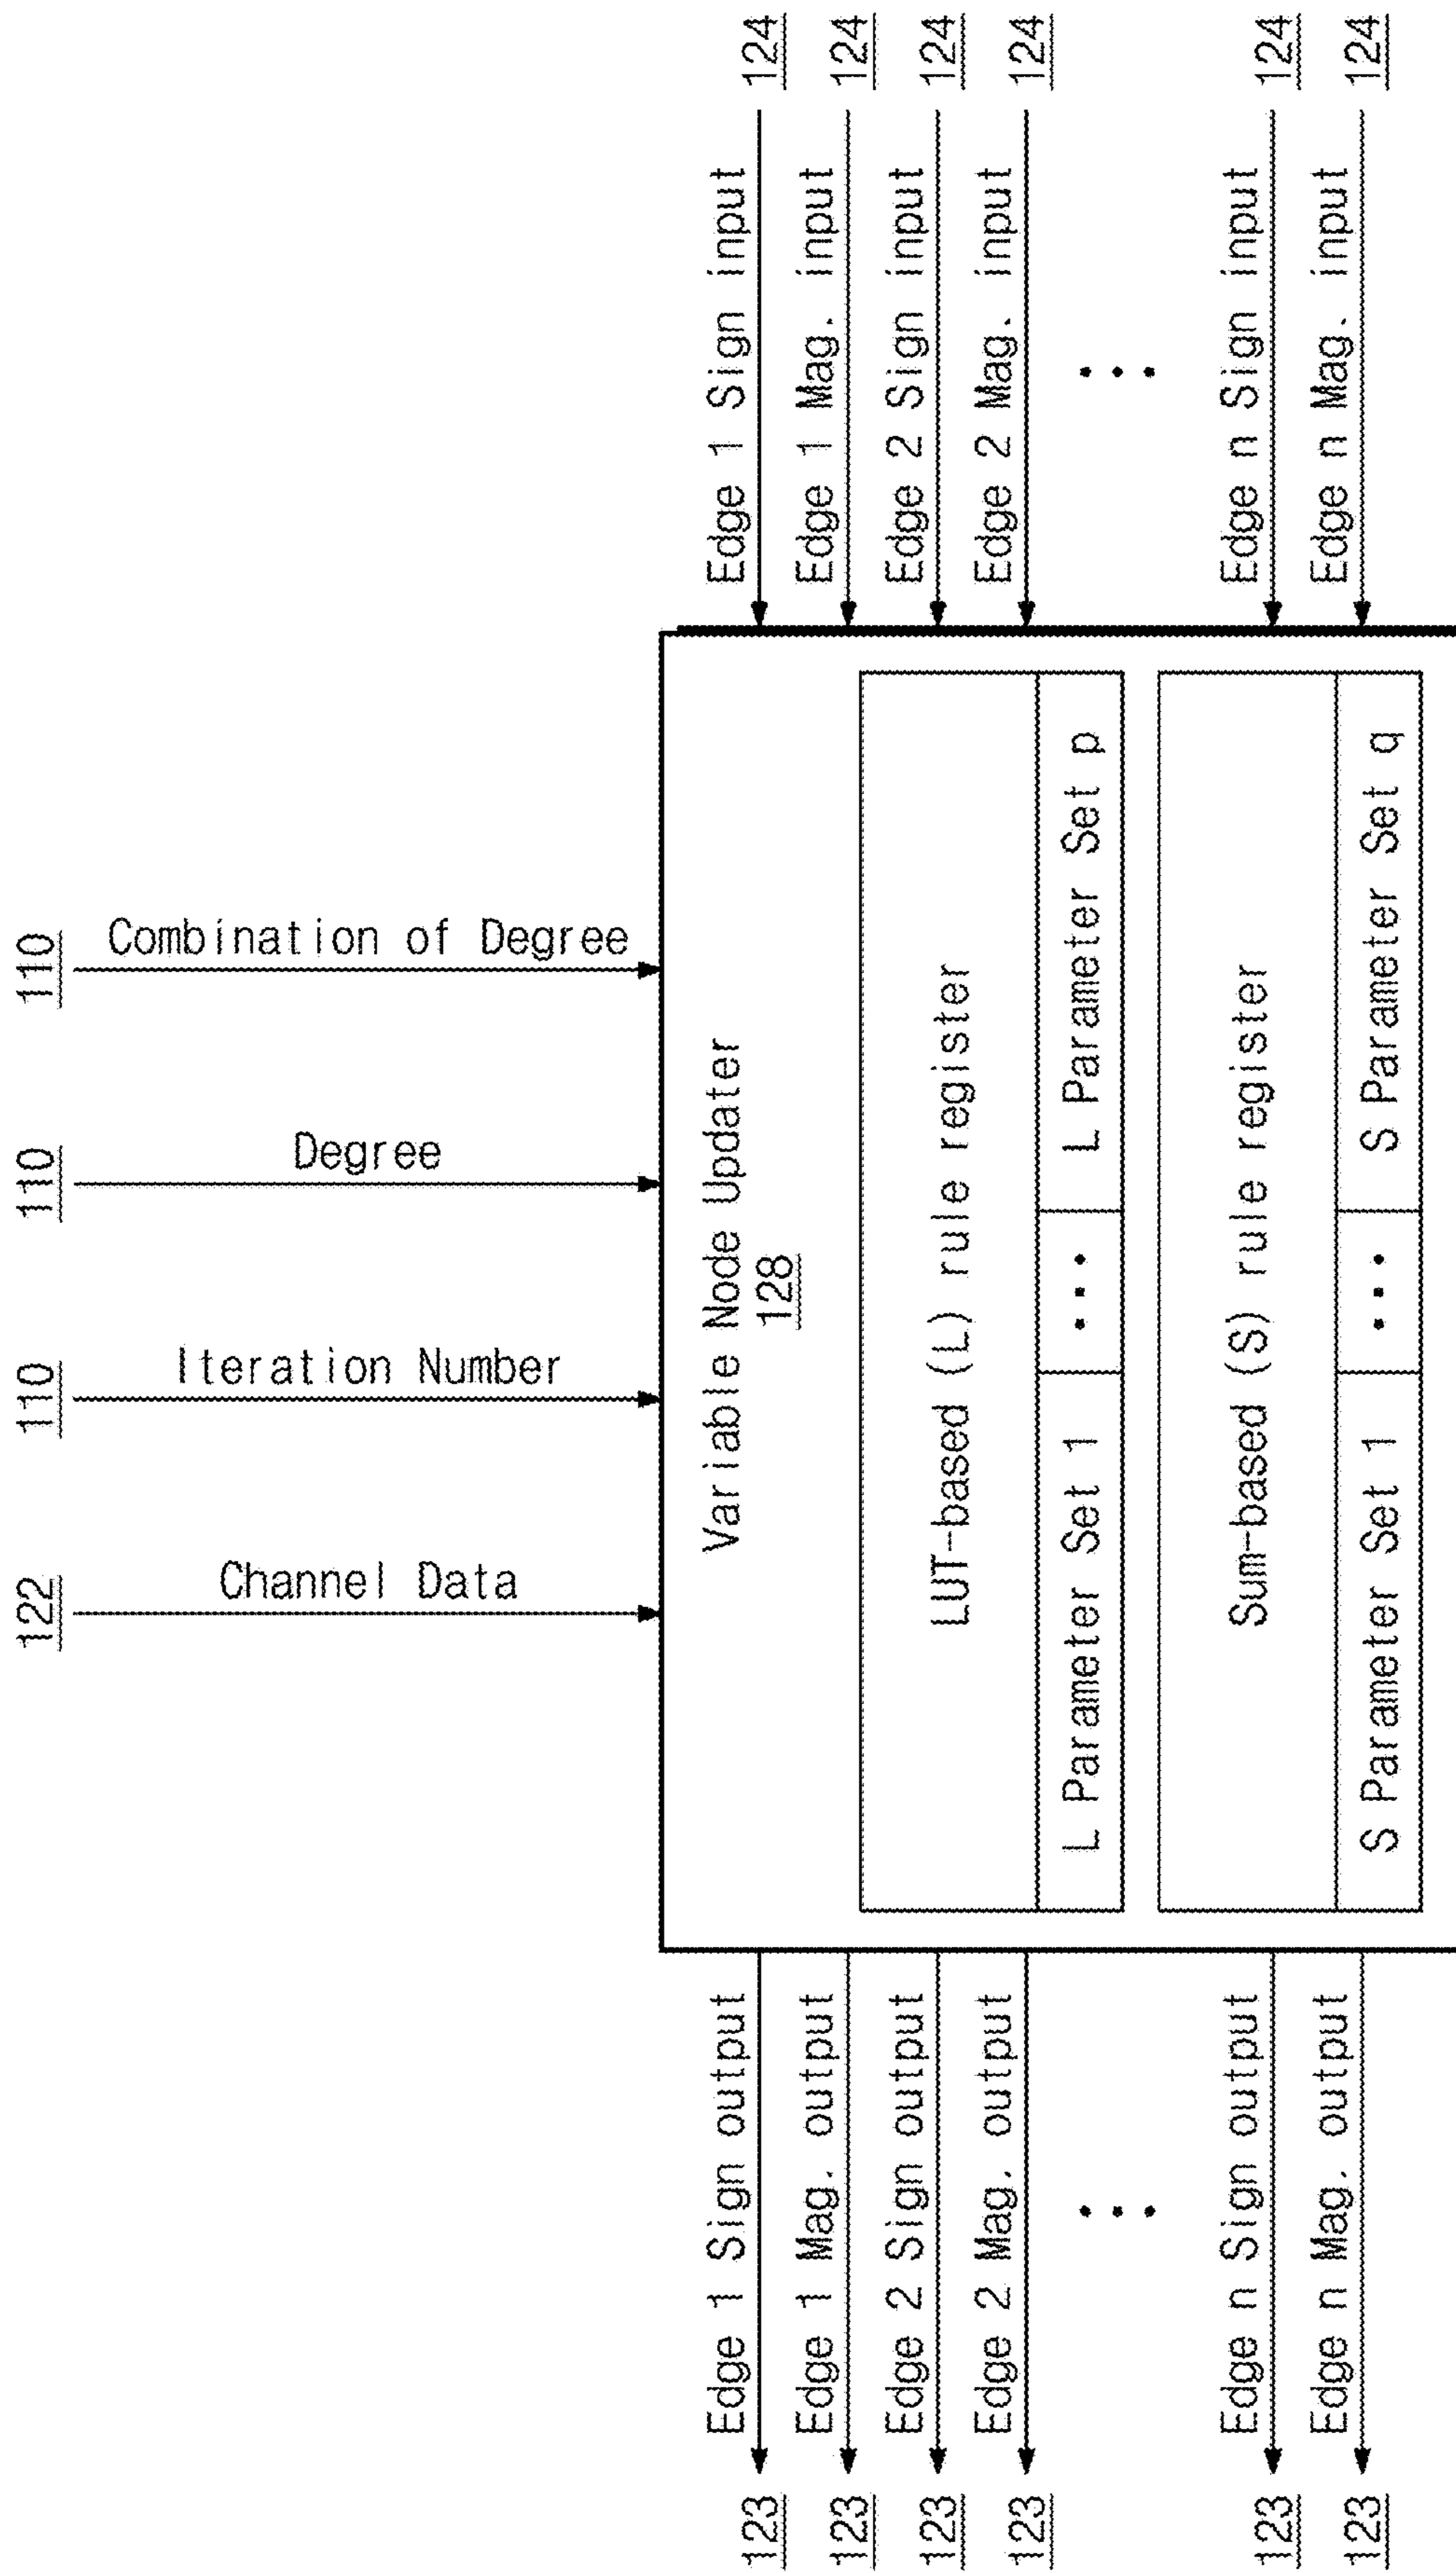 122
110
110
110
Channel Data
Iteration Number
Degree
Combination of Degree
Variable Node Updater
128
LUT-based (L) rule register
L Parameter Set 1
...
L Parameter Set p
Sum-based (S) rule register
S Parameter Set 1
...
S Parameter Set q
123
Edge 1 Sign output
123
Edge 1 Mag. output
123
Edge 2 Sign output
123
Edge 2 Mag. output
...
123
Edge n Sign output
123
Edge n Mag. output
Edge 1 Sign input
124
Edge 1 Mag. input
124
Edge 2 Sign input
124
Edge 2 Mag. input
124
...
Edge n Sign input
124
Edge n Mag. input
124